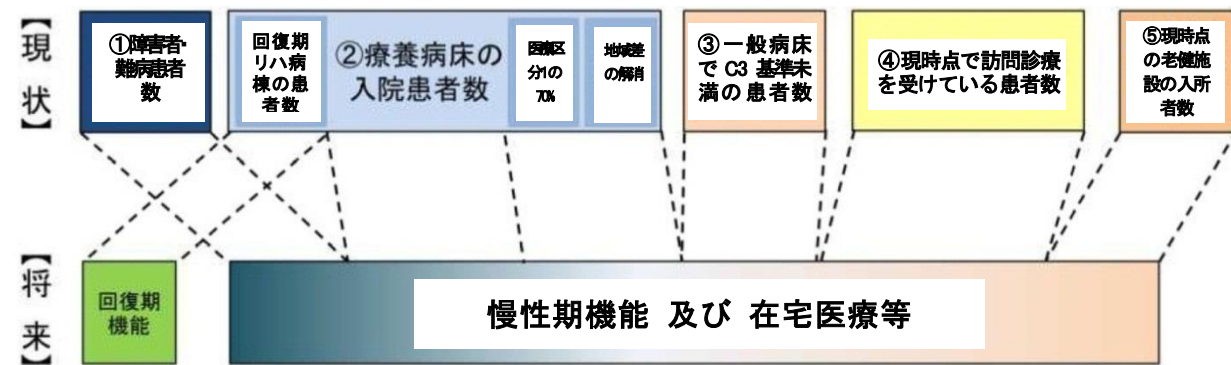 【現状】
①障害者・
難病患者
数
回復期
リハ病
棟の患
者数
②療養病床の
入院患者数
医療区
分1の
70%
地域差
の解消
③一般病床
で C3 基準未
満の患者数
④現時点で訪問診療
を受けている患者数
⑤現時点
の老健施
設の入所
者数
【将来】
回復期
機能
慢性期機能 及び 在宅医療等